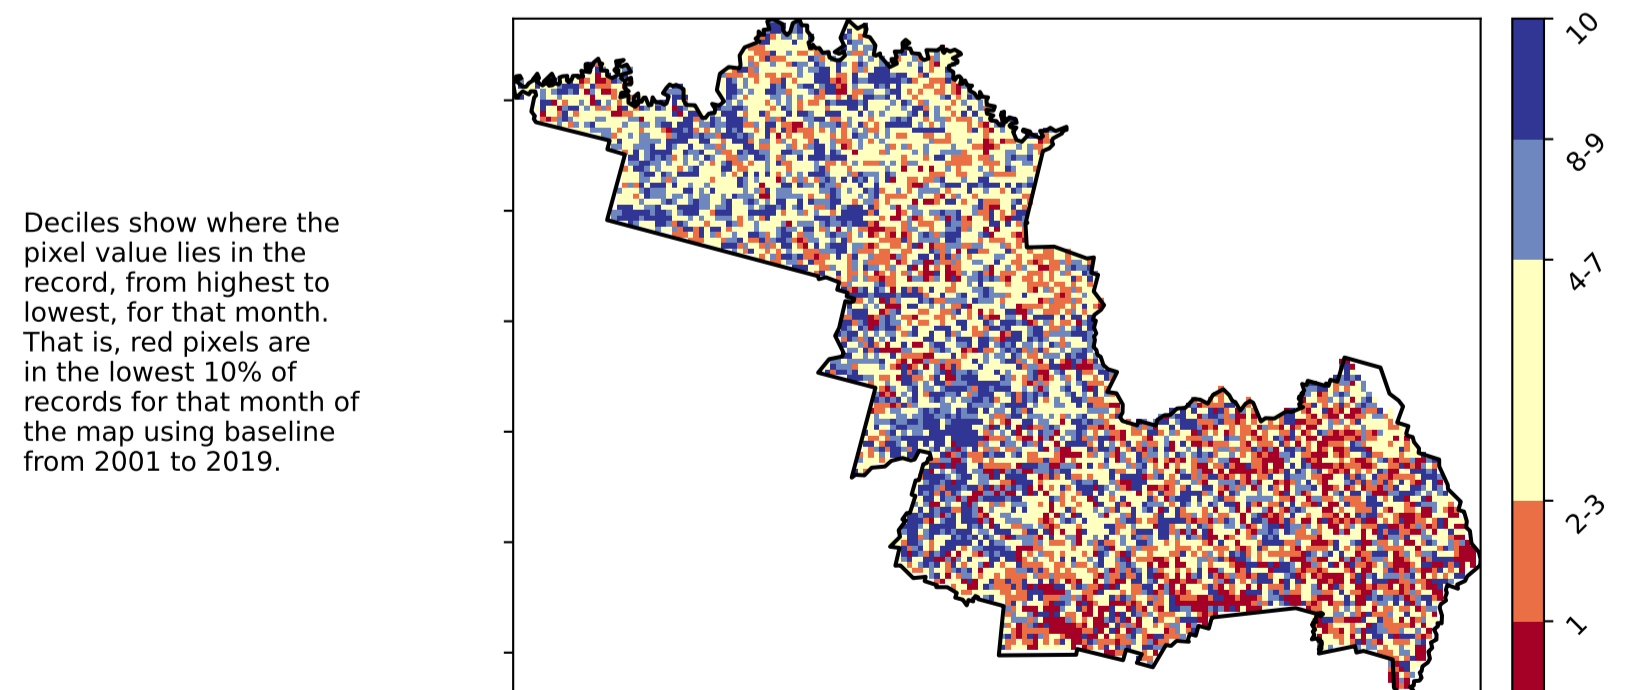 Deciles show where the
pixel value lies in the
record, from highest to
lowest, for that month.
That is, red pixels are
in the lowest 10% of
records for that month of
the map using baseline
from 2001 to 2019.
10
8-9
4-7
2-3
1